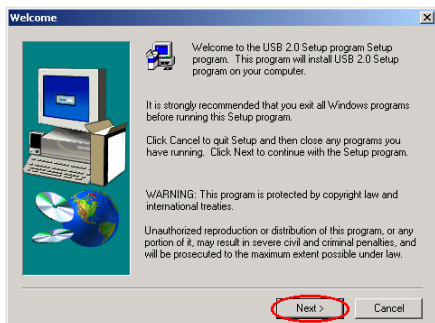 Welcome
Welcome to the USB 2.0 Setup program Setup
program. This program will install USB 2.0 Setup
program on your computer.
It is strongly recommended that you exit all Windows programs
before running this Setup program.
Click Cancel to quit Setup and then close any programs you
have running. Click Next to continue with the Setup program.
WARNING: This program is protected by copyright law and
international treaties.
Unauthorized reproduction or distribution of this program, or any
portion of it, may result in severe civil and criminal penalties, and
will be prosecuted to the maximum extent possible under law.
Next >
Cancel